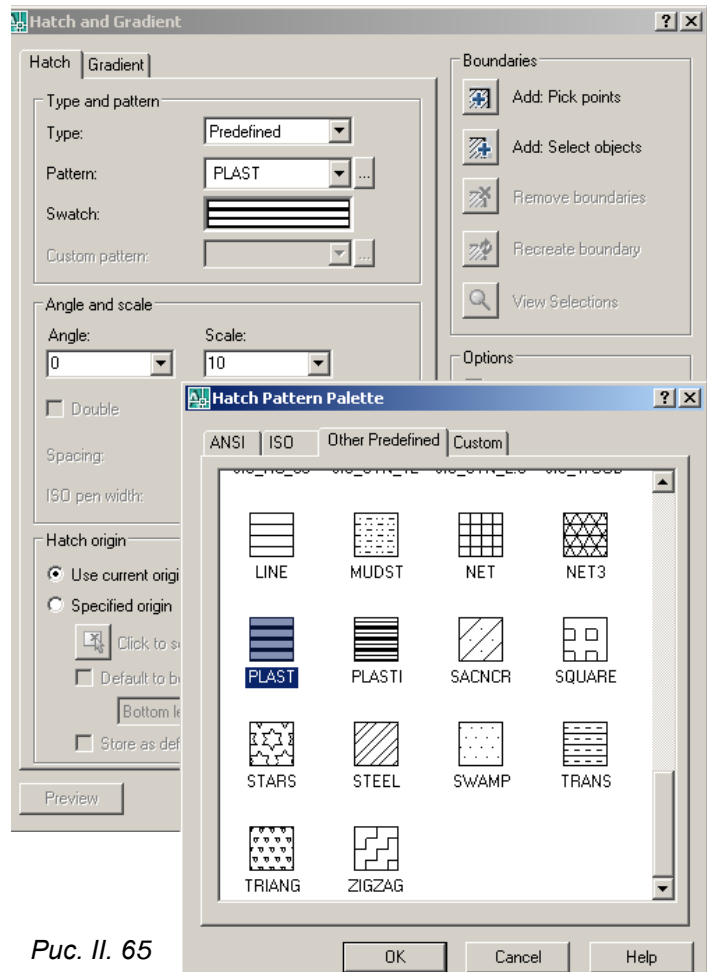 Hatch and Gradient
Hatch Gradient
Type and pattern
Type: Predefined
Pattern: PLAST ...
Swatch:
Custom pattern: ...
Angle and scale
Angle: Scale:
0 10
Double
Spacing:
ISO pen width:
Hatch origin
Use current origi
Specified origin
Click to s
Default to b
Bottom le
Store as def
Preview
Boundaries
Add: Pick points
Add: Select objects
Remove boundaries
Recreate boundary
View Selections
Options
Hatch Pattern Palette
ANSI ISO Other Predefined Custom
LINE MUDST NET NET3
PLAST PLASTI SACNCR SQUARE
STARS STEEL SWAMP TRANS
TRIANG ZIGZAG
OK Cancel Help
Рис. II. 65